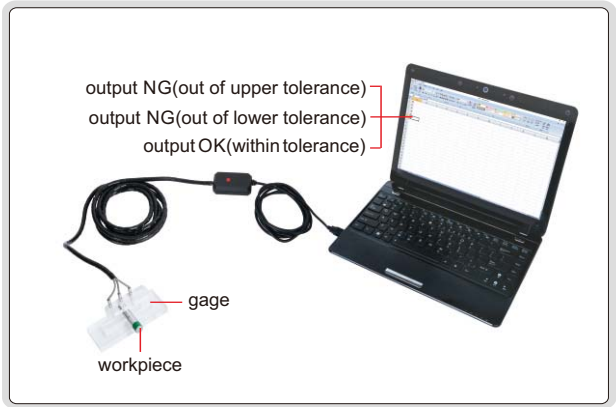 output NG(out of upper tolerance)
output NG(out of lower tolerance)
output OK(within tolerance)
gage
workpiece